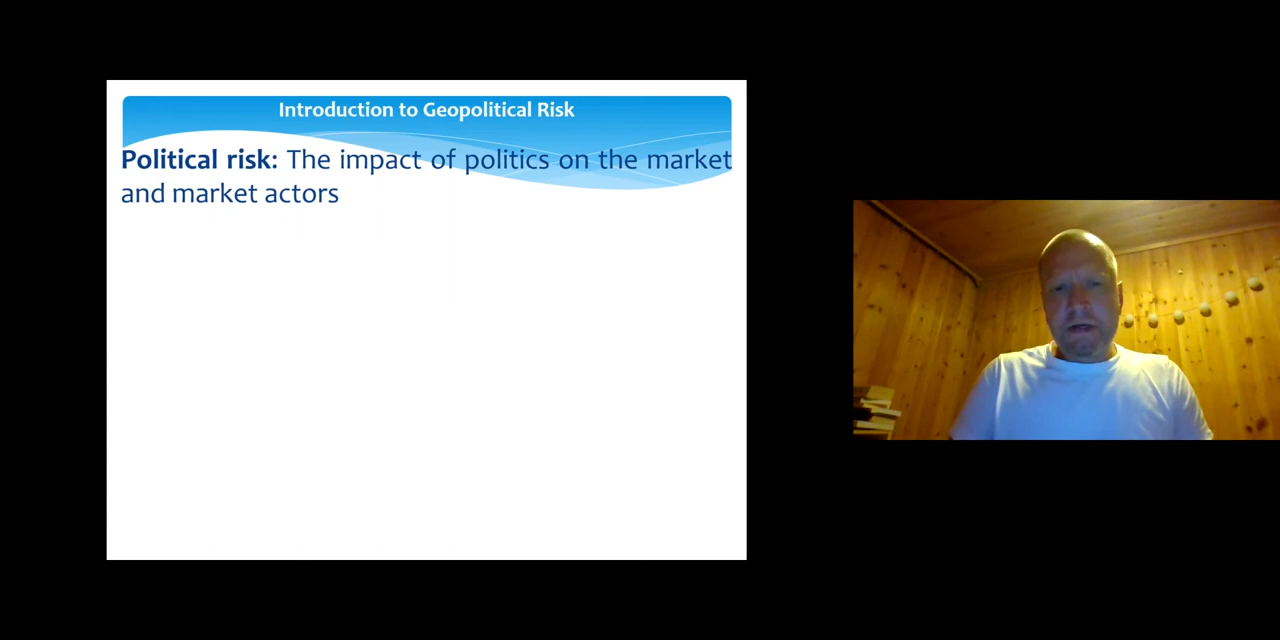 Introduction to Geopolitical Risk
Political risk: The impact of politics on the market
and market actors